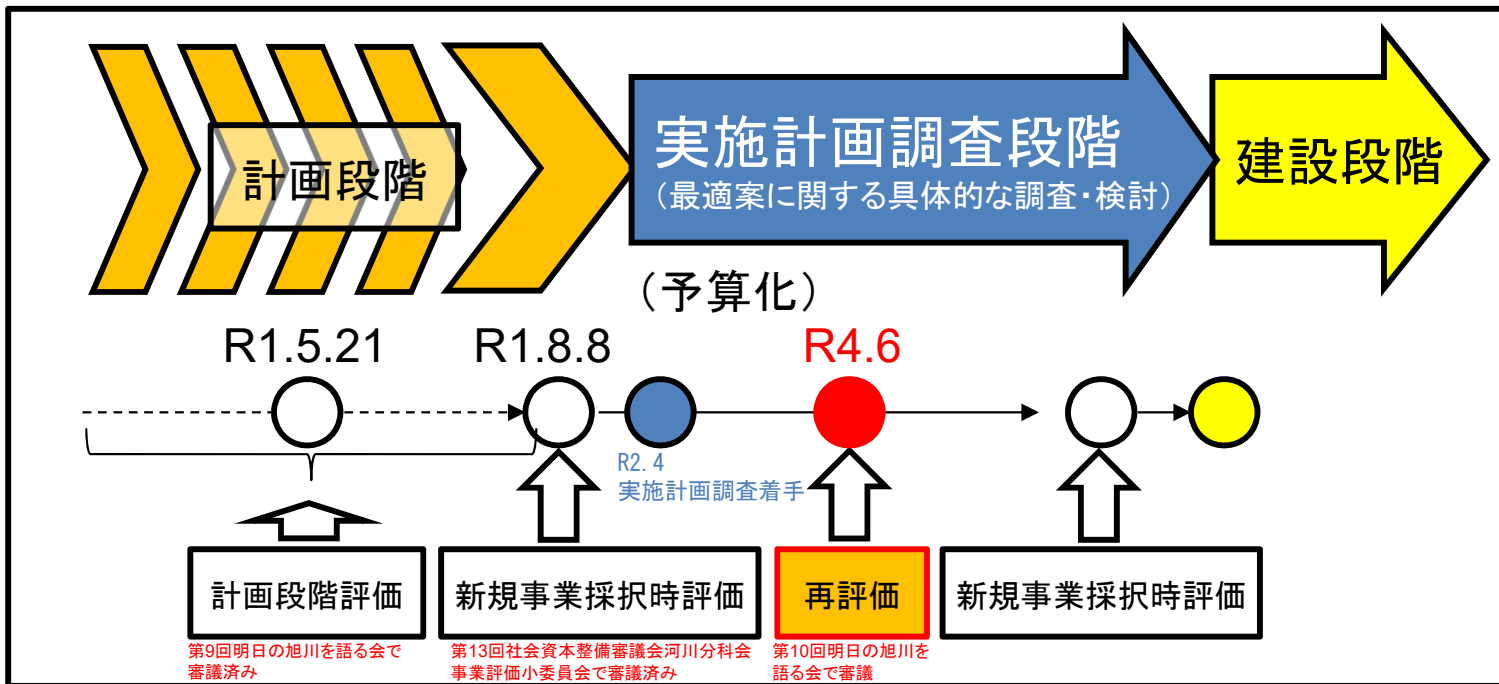 計画段階
実施計画調査段階
（最適案に関する具体的な調査・検討）
建設段階
（予算化）
R1.5.21
R1.8.8
R4.6
R2.4
実施計画調査着手
計画段階評価
新規事業採択時評価
再評価
新規事業採択時評価
第9回明日の旭川を語る会で
審議済み
第13回社会資本整備審議会河川分科会
事業評価小委員会で審議済み
第10回明日の旭川を
語る会で審議